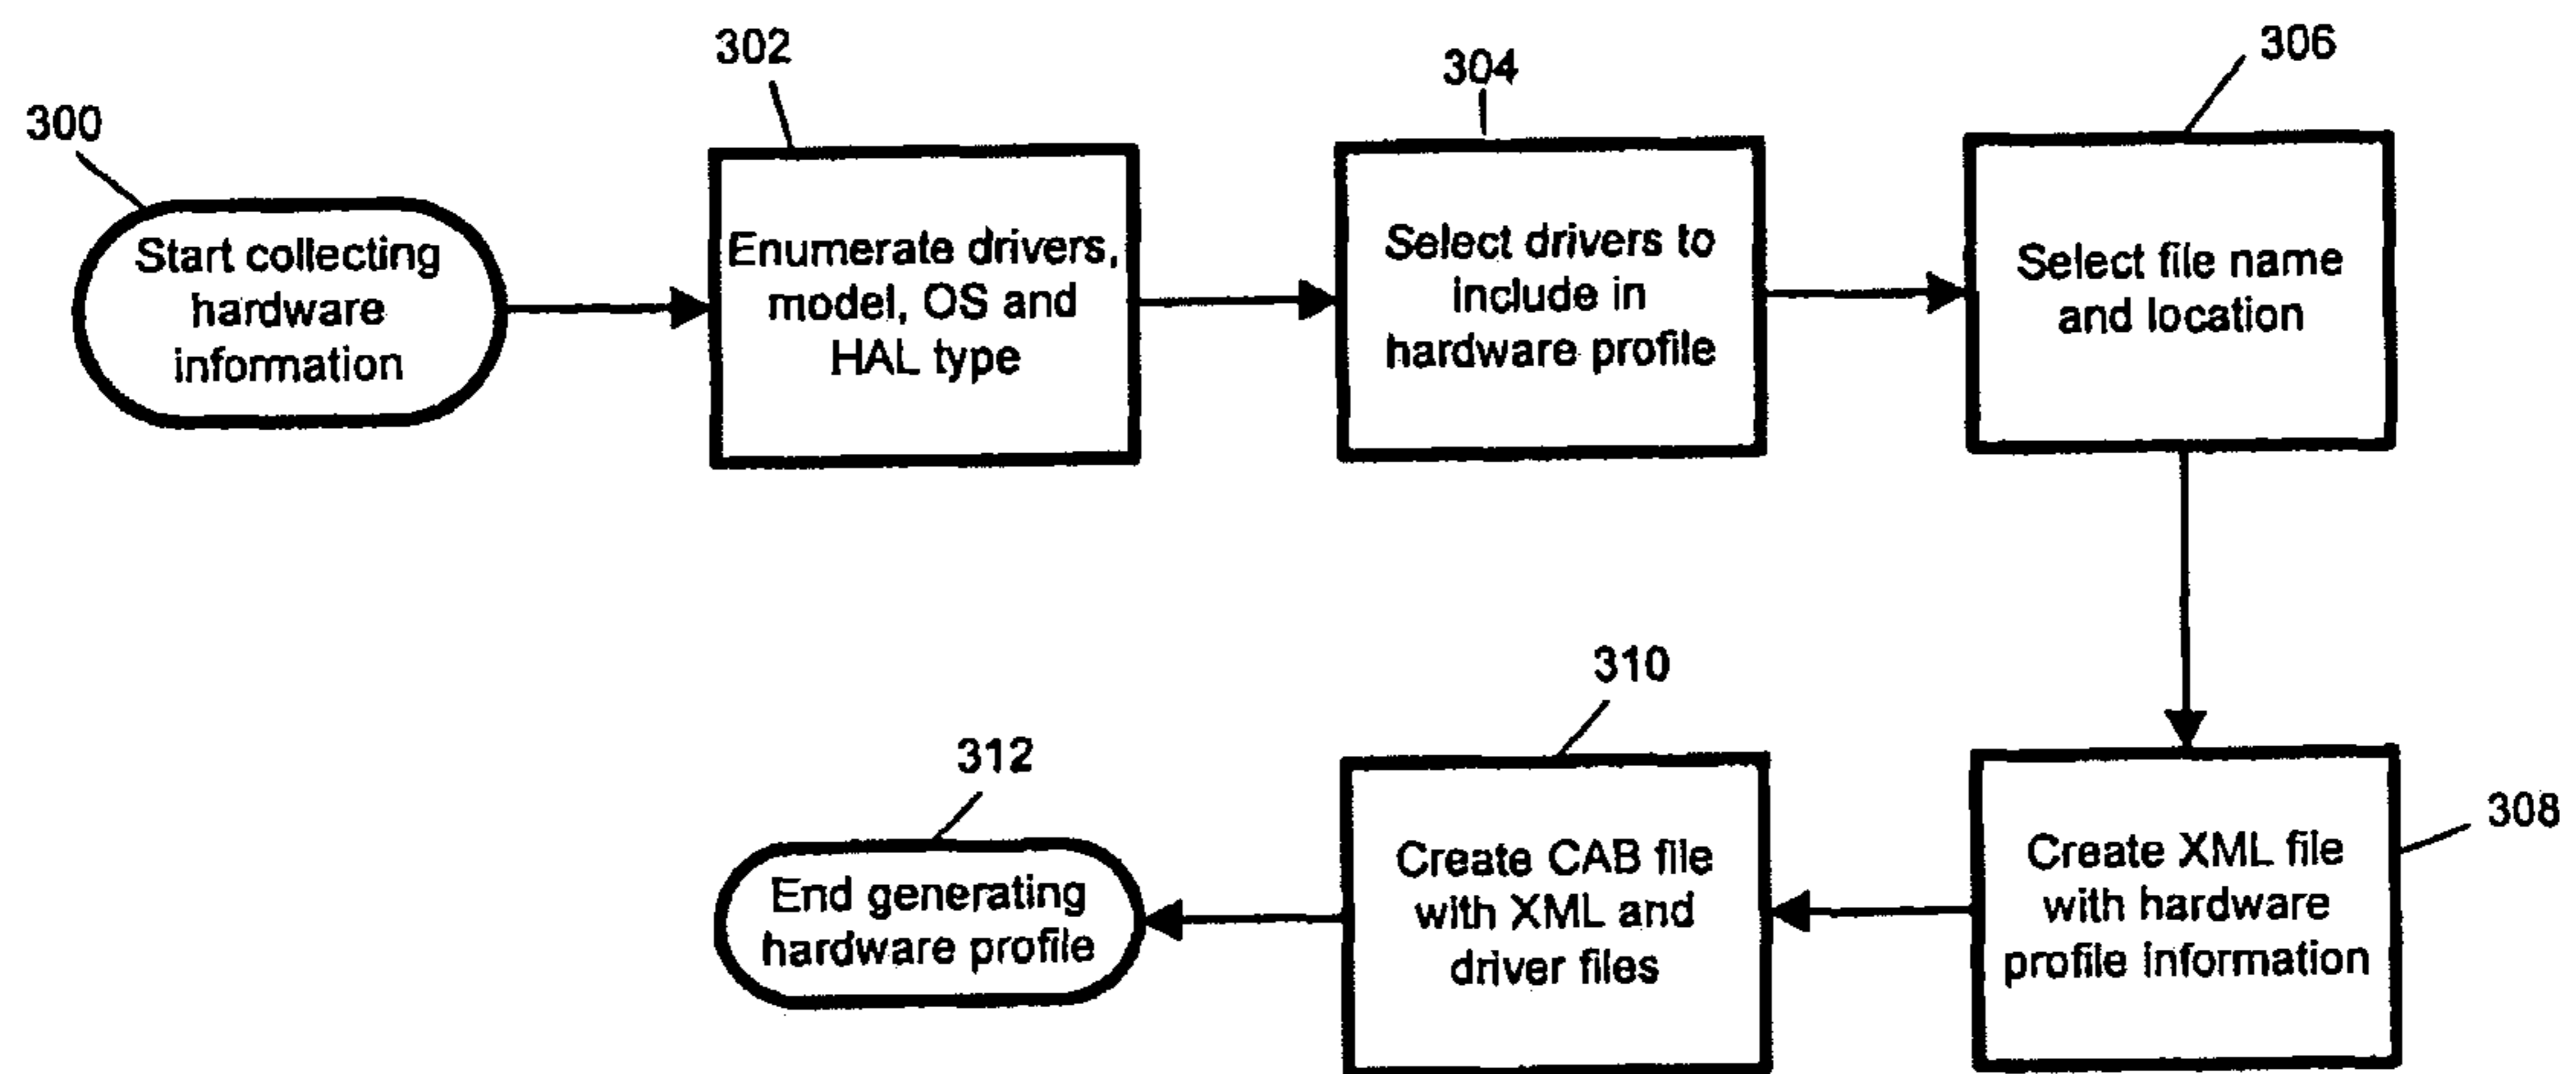 300
Start collecting
hardware
information
302
Enumerate drivers,
model, OS and
HAL type
304
Select drivers to
include in
hardware profile
306
Select file name
and location
308
Create XML file
with hardware
profile information
310
Create CAB file
with XML and
driver files
312
End generating
hardware profile